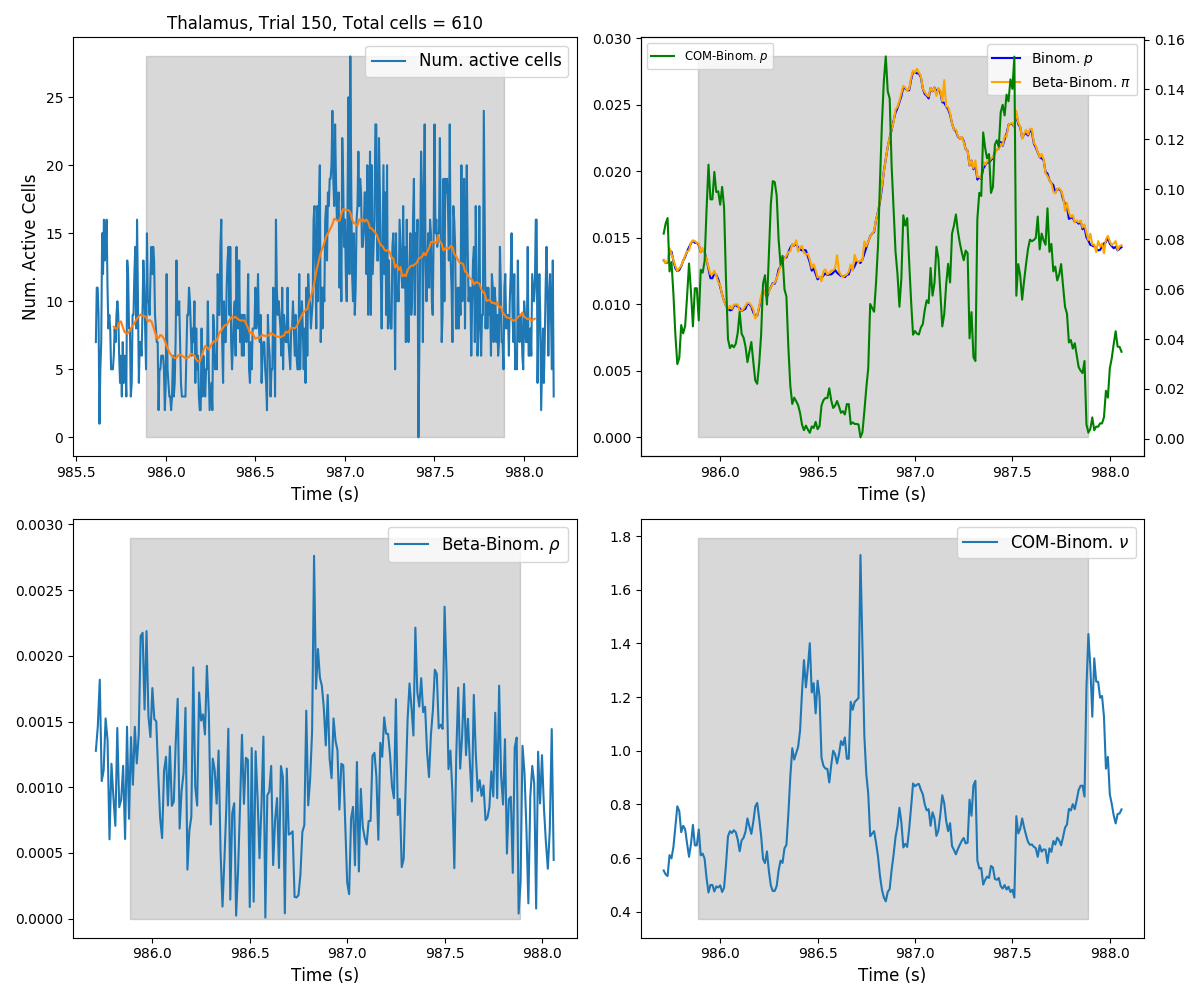 Thalamus, Trial 150, Total cells = 610
Num. active cells
Num. Active Cells
25
20
15
10
5
0
985.5 986.0 986.5 987.0 987.5 988.0
Time (s)
COM-Binom. p
Binom. p
Beta-Binom. π
0.030
0.025
0.020
0.015
0.010
0.005
0.000
0.16
0.14
0.12
0.10
0.08
0.06
0.04
0.02
0.00
986.0 986.5 987.0 987.5 988.0
Time (s)
Beta-Binom. ρ
0.0030
0.0025
0.0020
0.0015
0.0010
0.0005
0.0000
986.0 986.5 987.0 987.5 988.0
Time (s)
COM-Binom. ν
1.8
1.6
1.4
1.2
1.0
0.8
0.6
0.4
986.0 986.5 987.0 987.5 988.0
Time (s)